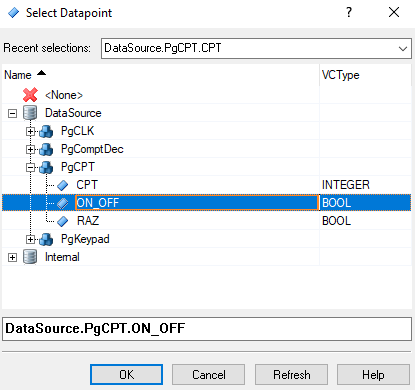 Select Datapoint
Recent selections: DataSource.PgCPT.CPT
Name VCType
<None>
DataSource
PgCLK
PgComptDec
PgCPT
CPT INTEGER
ON_OFF BOOL
RAZ BOOL
PgKeypad
Internal
DataSource.PgCPT.ON_OFF
OK Cancel Refresh Help